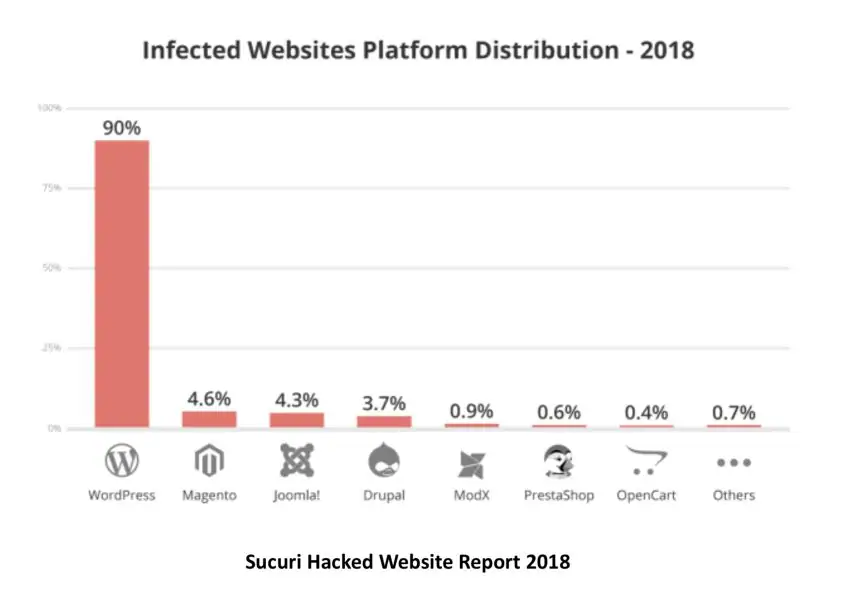 Infected Websites Platform Distribution - 2018
100%
90%
75%
50%
25%
4.6%
4.3%
3.7%
0.9%
0.6%
0.4%
0.7%
0%
WordPress
Magento
Joomla!
Drupal
ModX
PrestaShop
OpenCart
Others
Sucuri Hacked Website Report 2018